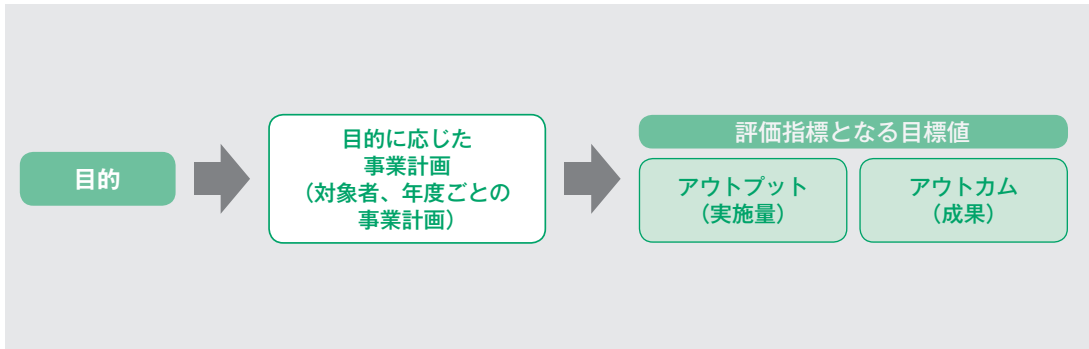 目的
目的に応じた
事業計画
（対象者、年度ごとの
事業計画）
評価指標となる目標値
アウトプット
（実施量）
アウトカム
（成果）